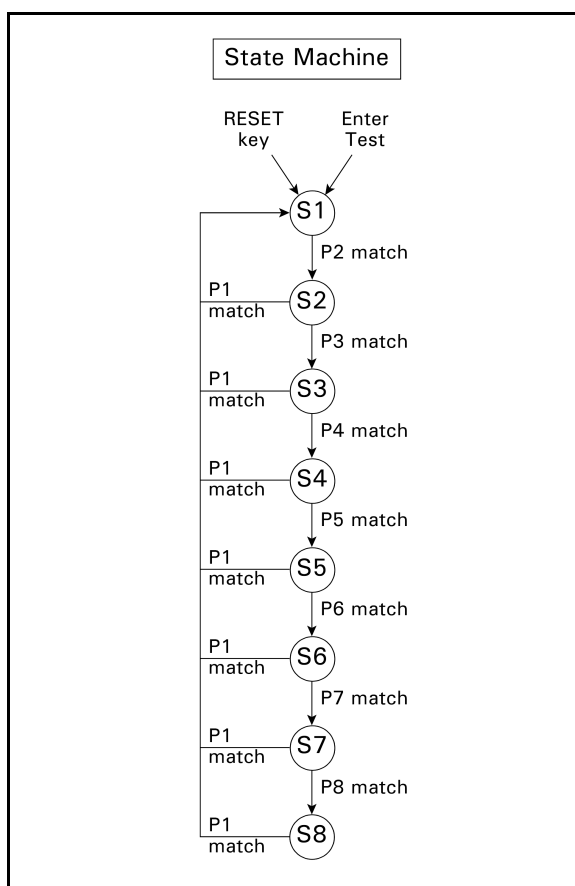 State Machine
RESET
key
Enter
Test
S1
P2 match
P1
match
S2
P3 match
P1
match
S3
P4 match
P1
match
S4
P5 match
P1
match
S5
P6 match
P1
match
S6
P7 match
P1
match
S7
P8 match
P1
match
S8